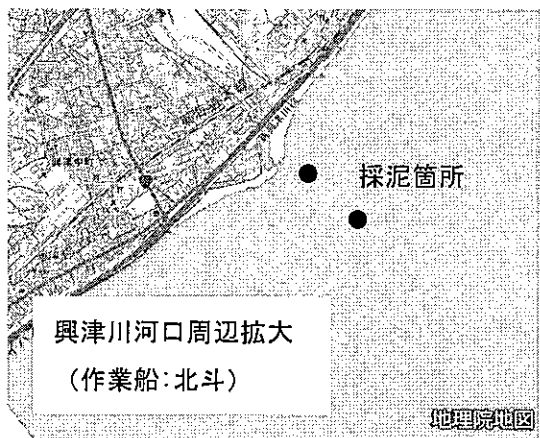 採泥箇所
興津川河口周辺拡大
（作業船：北斗）
地理院地図